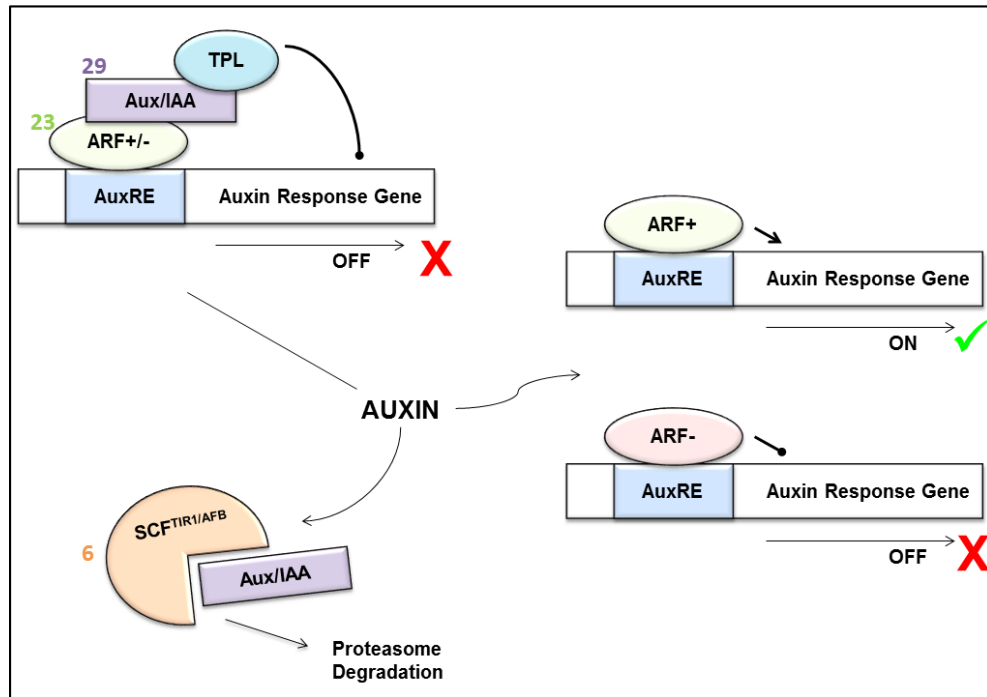 TPL
29
Aux/IAA
23
ARF+/-
AuxRE
Auxin Response Gene
OFF
X
ARF+
AuxRE
Auxin Response Gene
ON
AUXIN
ARF-
AuxRE
Auxin Response Gene
OFF
X
SCFTIR1/AFB
6
Aux/IAA
Proteasome
Degradation